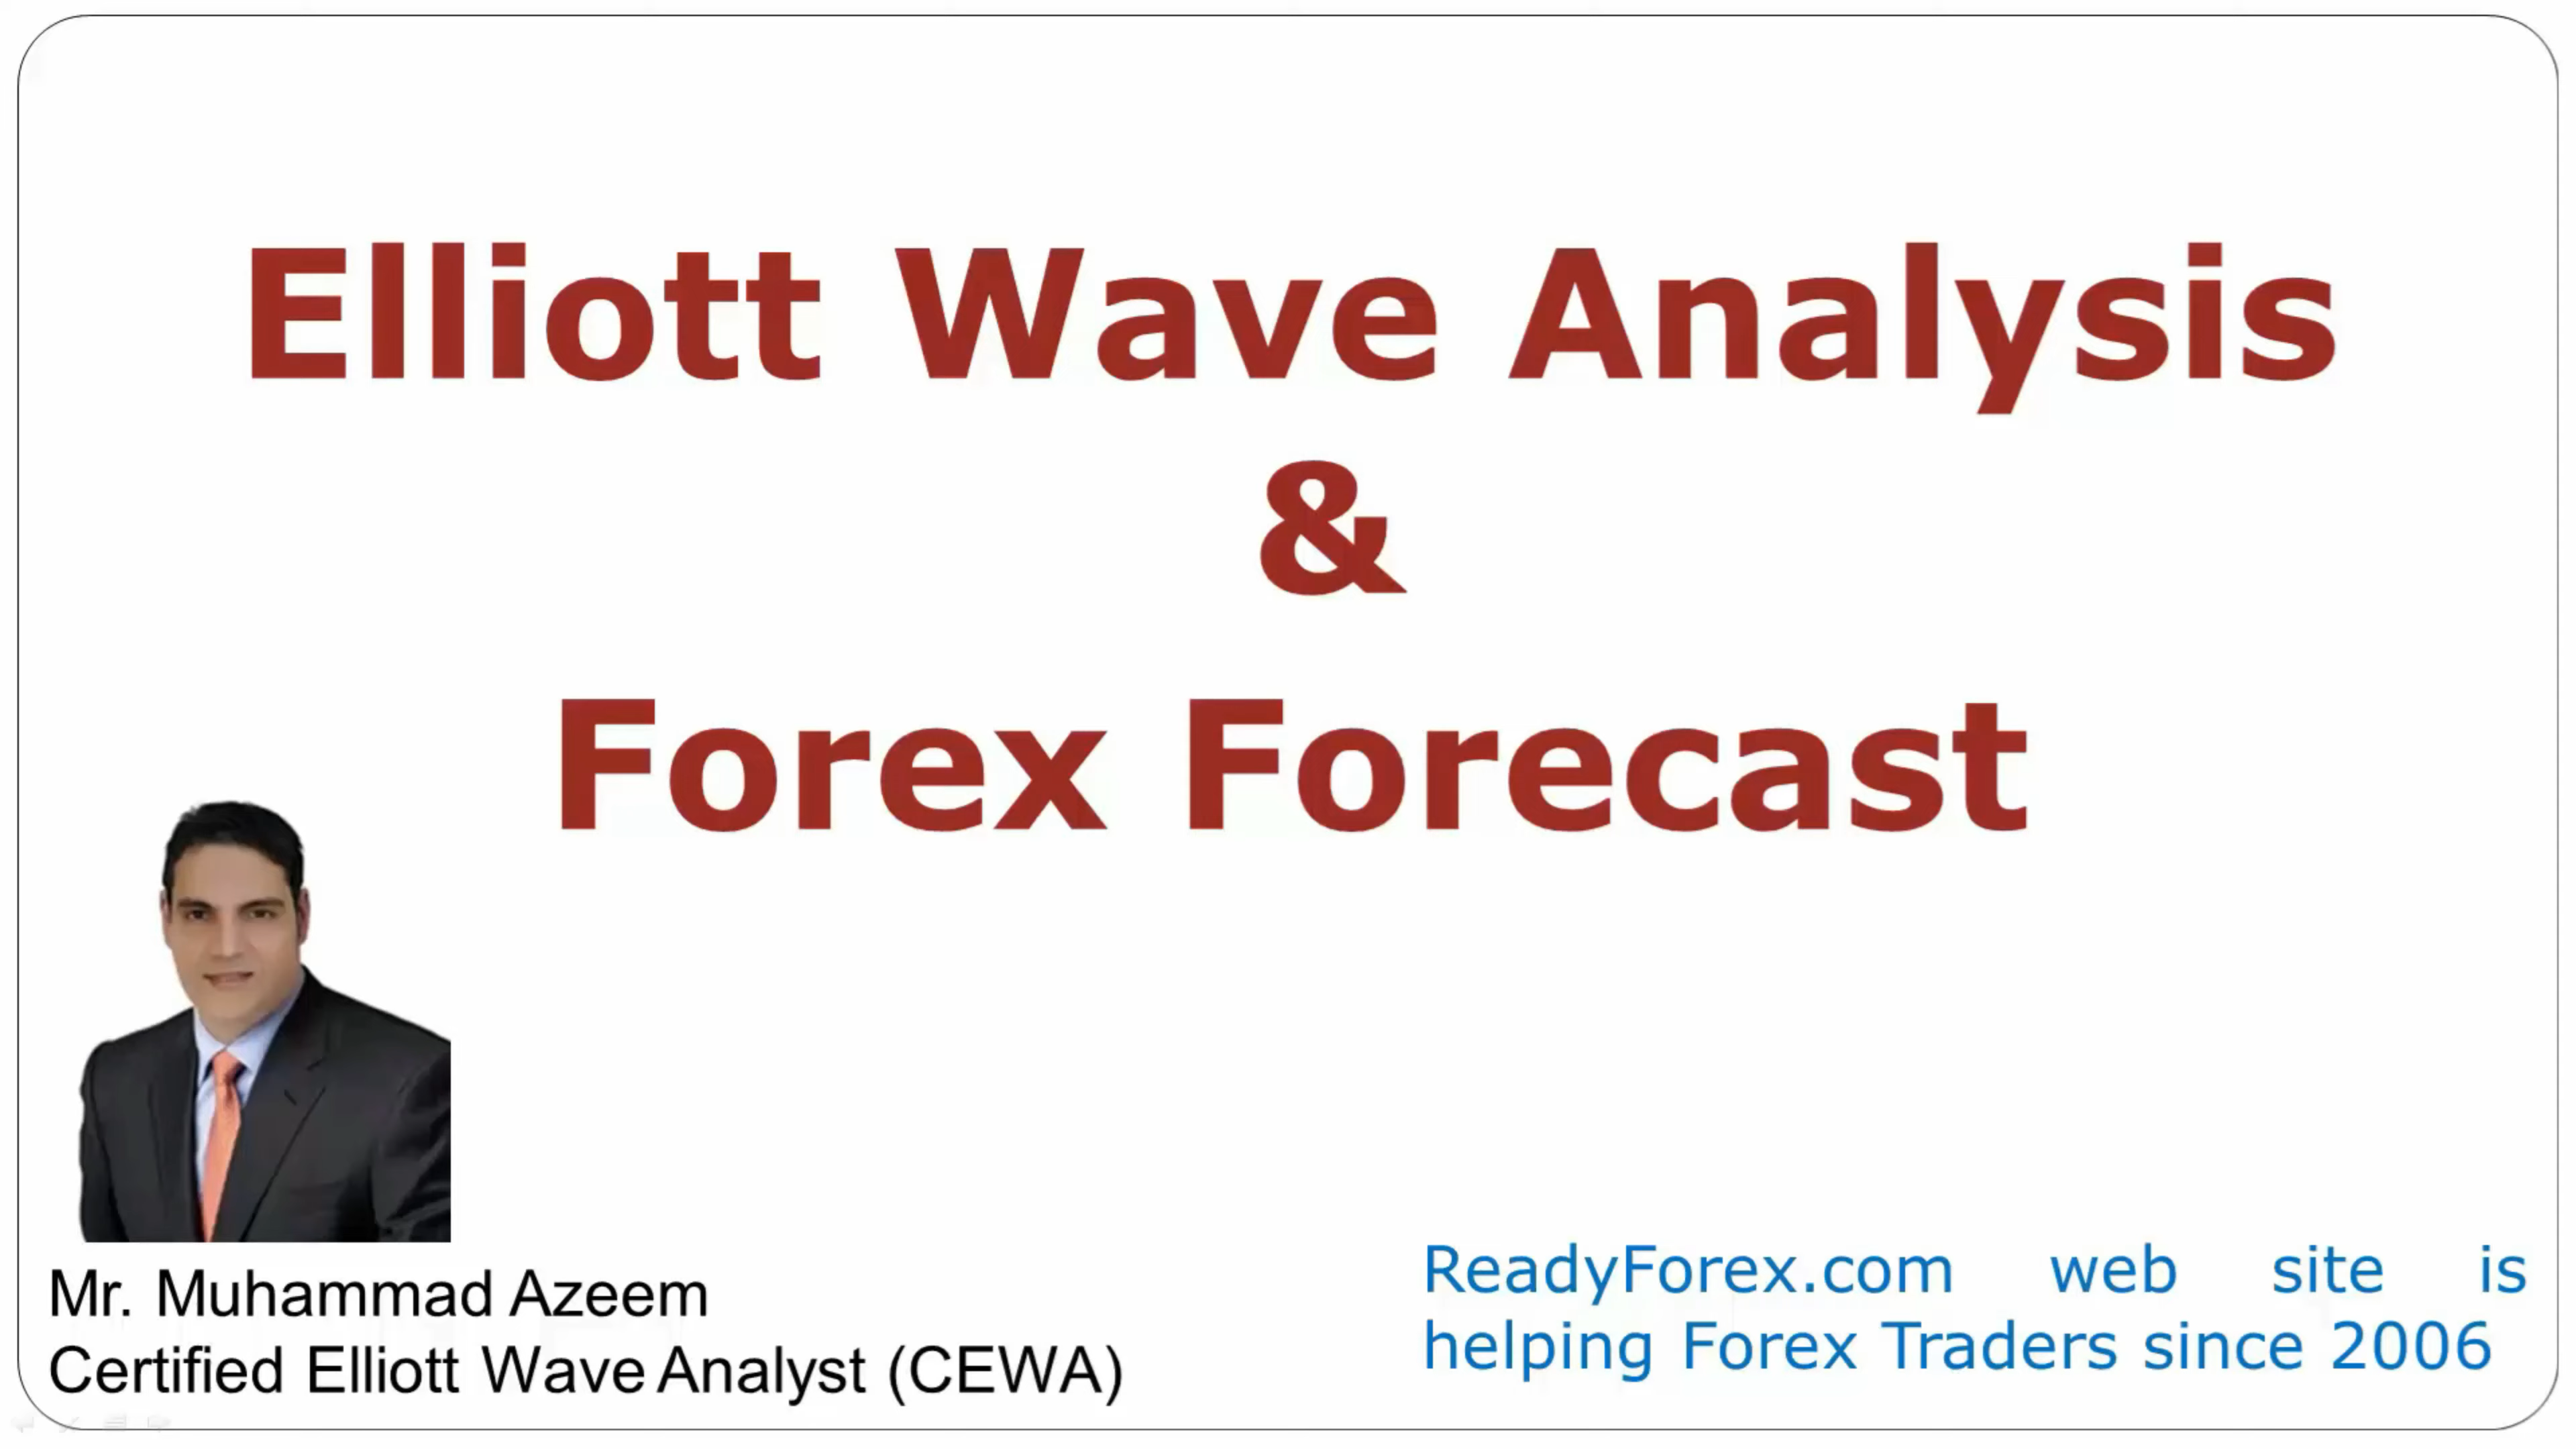 Elliott Wave Analysis
&
Forex Forecast
Mr. Muhammad Azeem
Certified Elliott Wave Analyst (CEWA)
ReadyForex.com web site is
helping Forex Traders since 2006